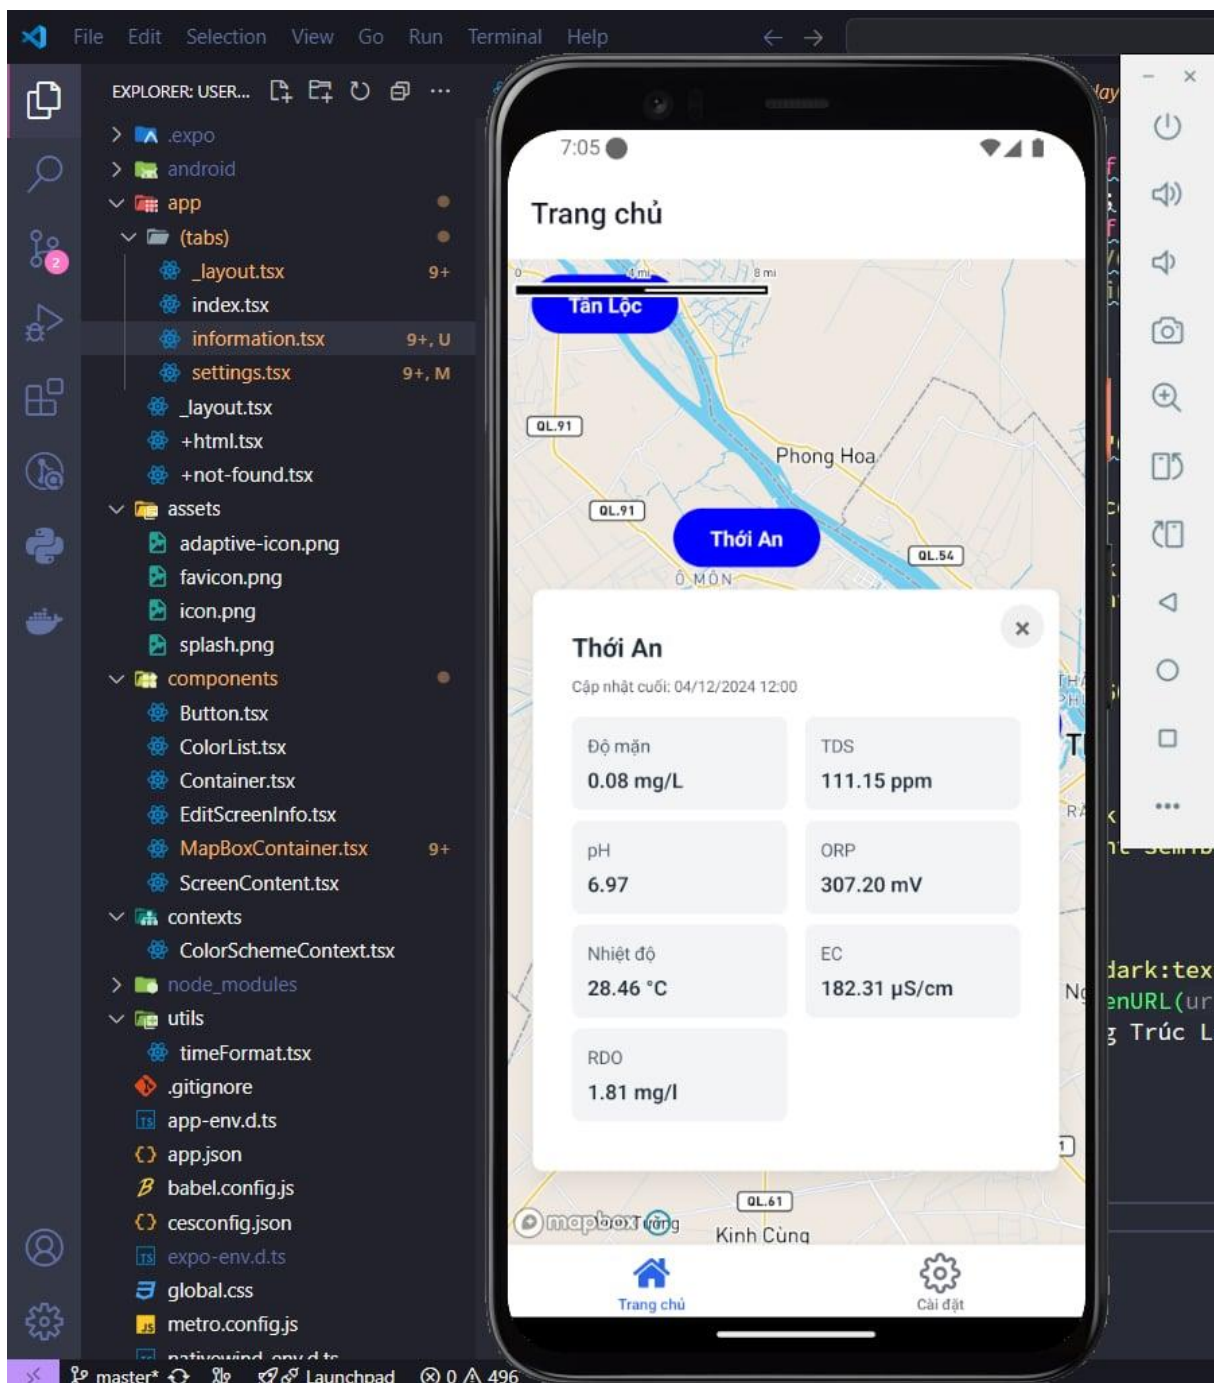 File Edit Selection View Go Run Terminal Help
EXPLORER: USER...
.expo
android
app
(tabs)
_layout.tsx 9+
index.tsx
information.tsx 9+, U
settings.tsx 9+, M
_layout.tsx
+html.tsx
+not-found.tsx
assets
adaptive-icon.png
favicon.png
icon.png
splash.png
components
Button.tsx
ColorList.tsx
Container.tsx
EditScreenInfo.tsx
MapBoxContainer.tsx 9+
ScreenContent.tsx
contexts
ColorSchemeContext.tsx
node_modules
utils
timeFormat.tsx
.gitignore
app-env.d.ts
app.json
babel.config.js
cesconfig.json
expo-env.d.ts
global.css
metro.config.js
2
master* Launchpad 0 496
7:05
Trang chủ
0 4 mi 8 mi
Tân Lộc
QL.91
Phong Hoa
QL.91
Thới An
QL.54
Ô MÔN
Thới An
Cập nhật cuối: 04/12/2024 12:00
Độ mặn
0.08 mg/L
TDS
111.15 ppm
pH
6.97
ORP
307.20 mV
Nhiệt độ
28.46 °C
EC
182.31 µS/cm
RDO
1.81 mg/l
QL.61
mapbox
Kinh Cùng
Trang chủ
Cài đặt
dark:tex
enURL(ur
g Trúc L